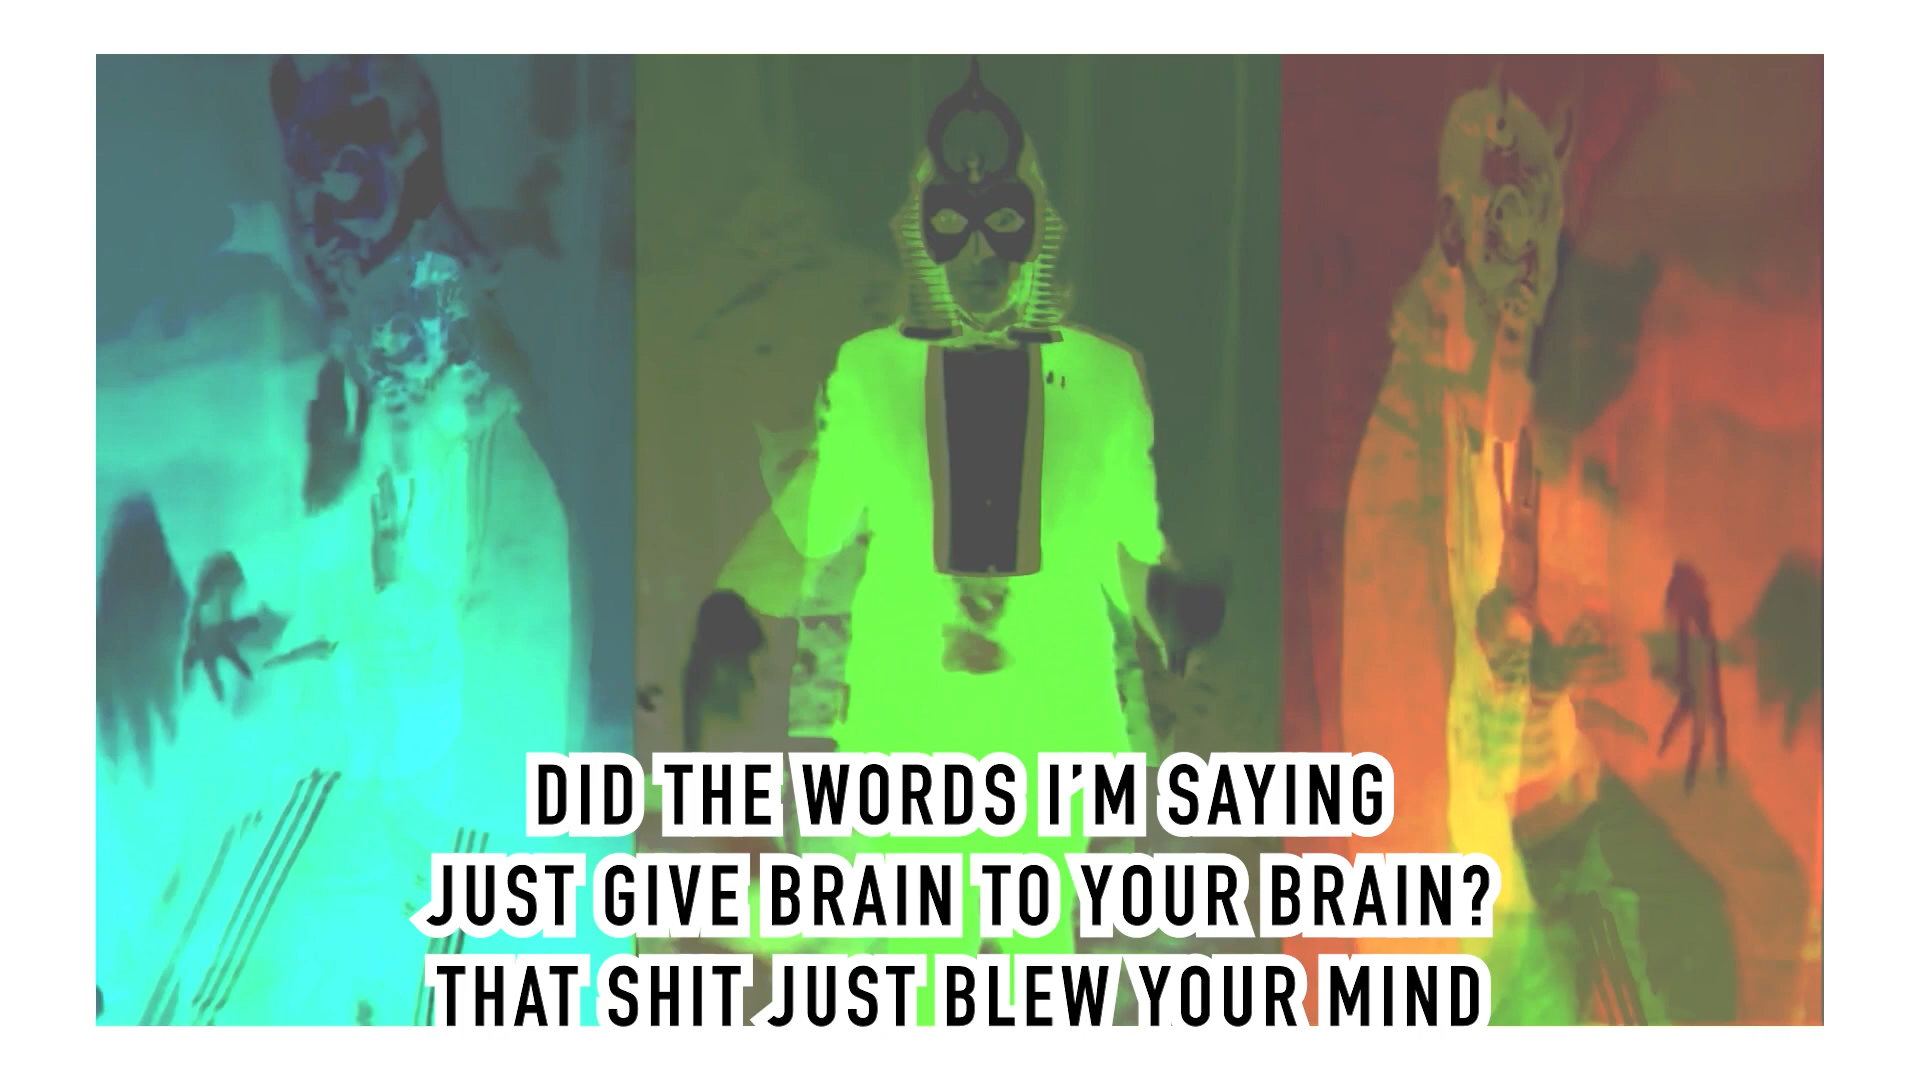 DID THE WORDS I'M SAYING
JUST GIVE BRAIN TO YOUR BRAIN?
THAT SHIT JUST BLEW YOUR MIND